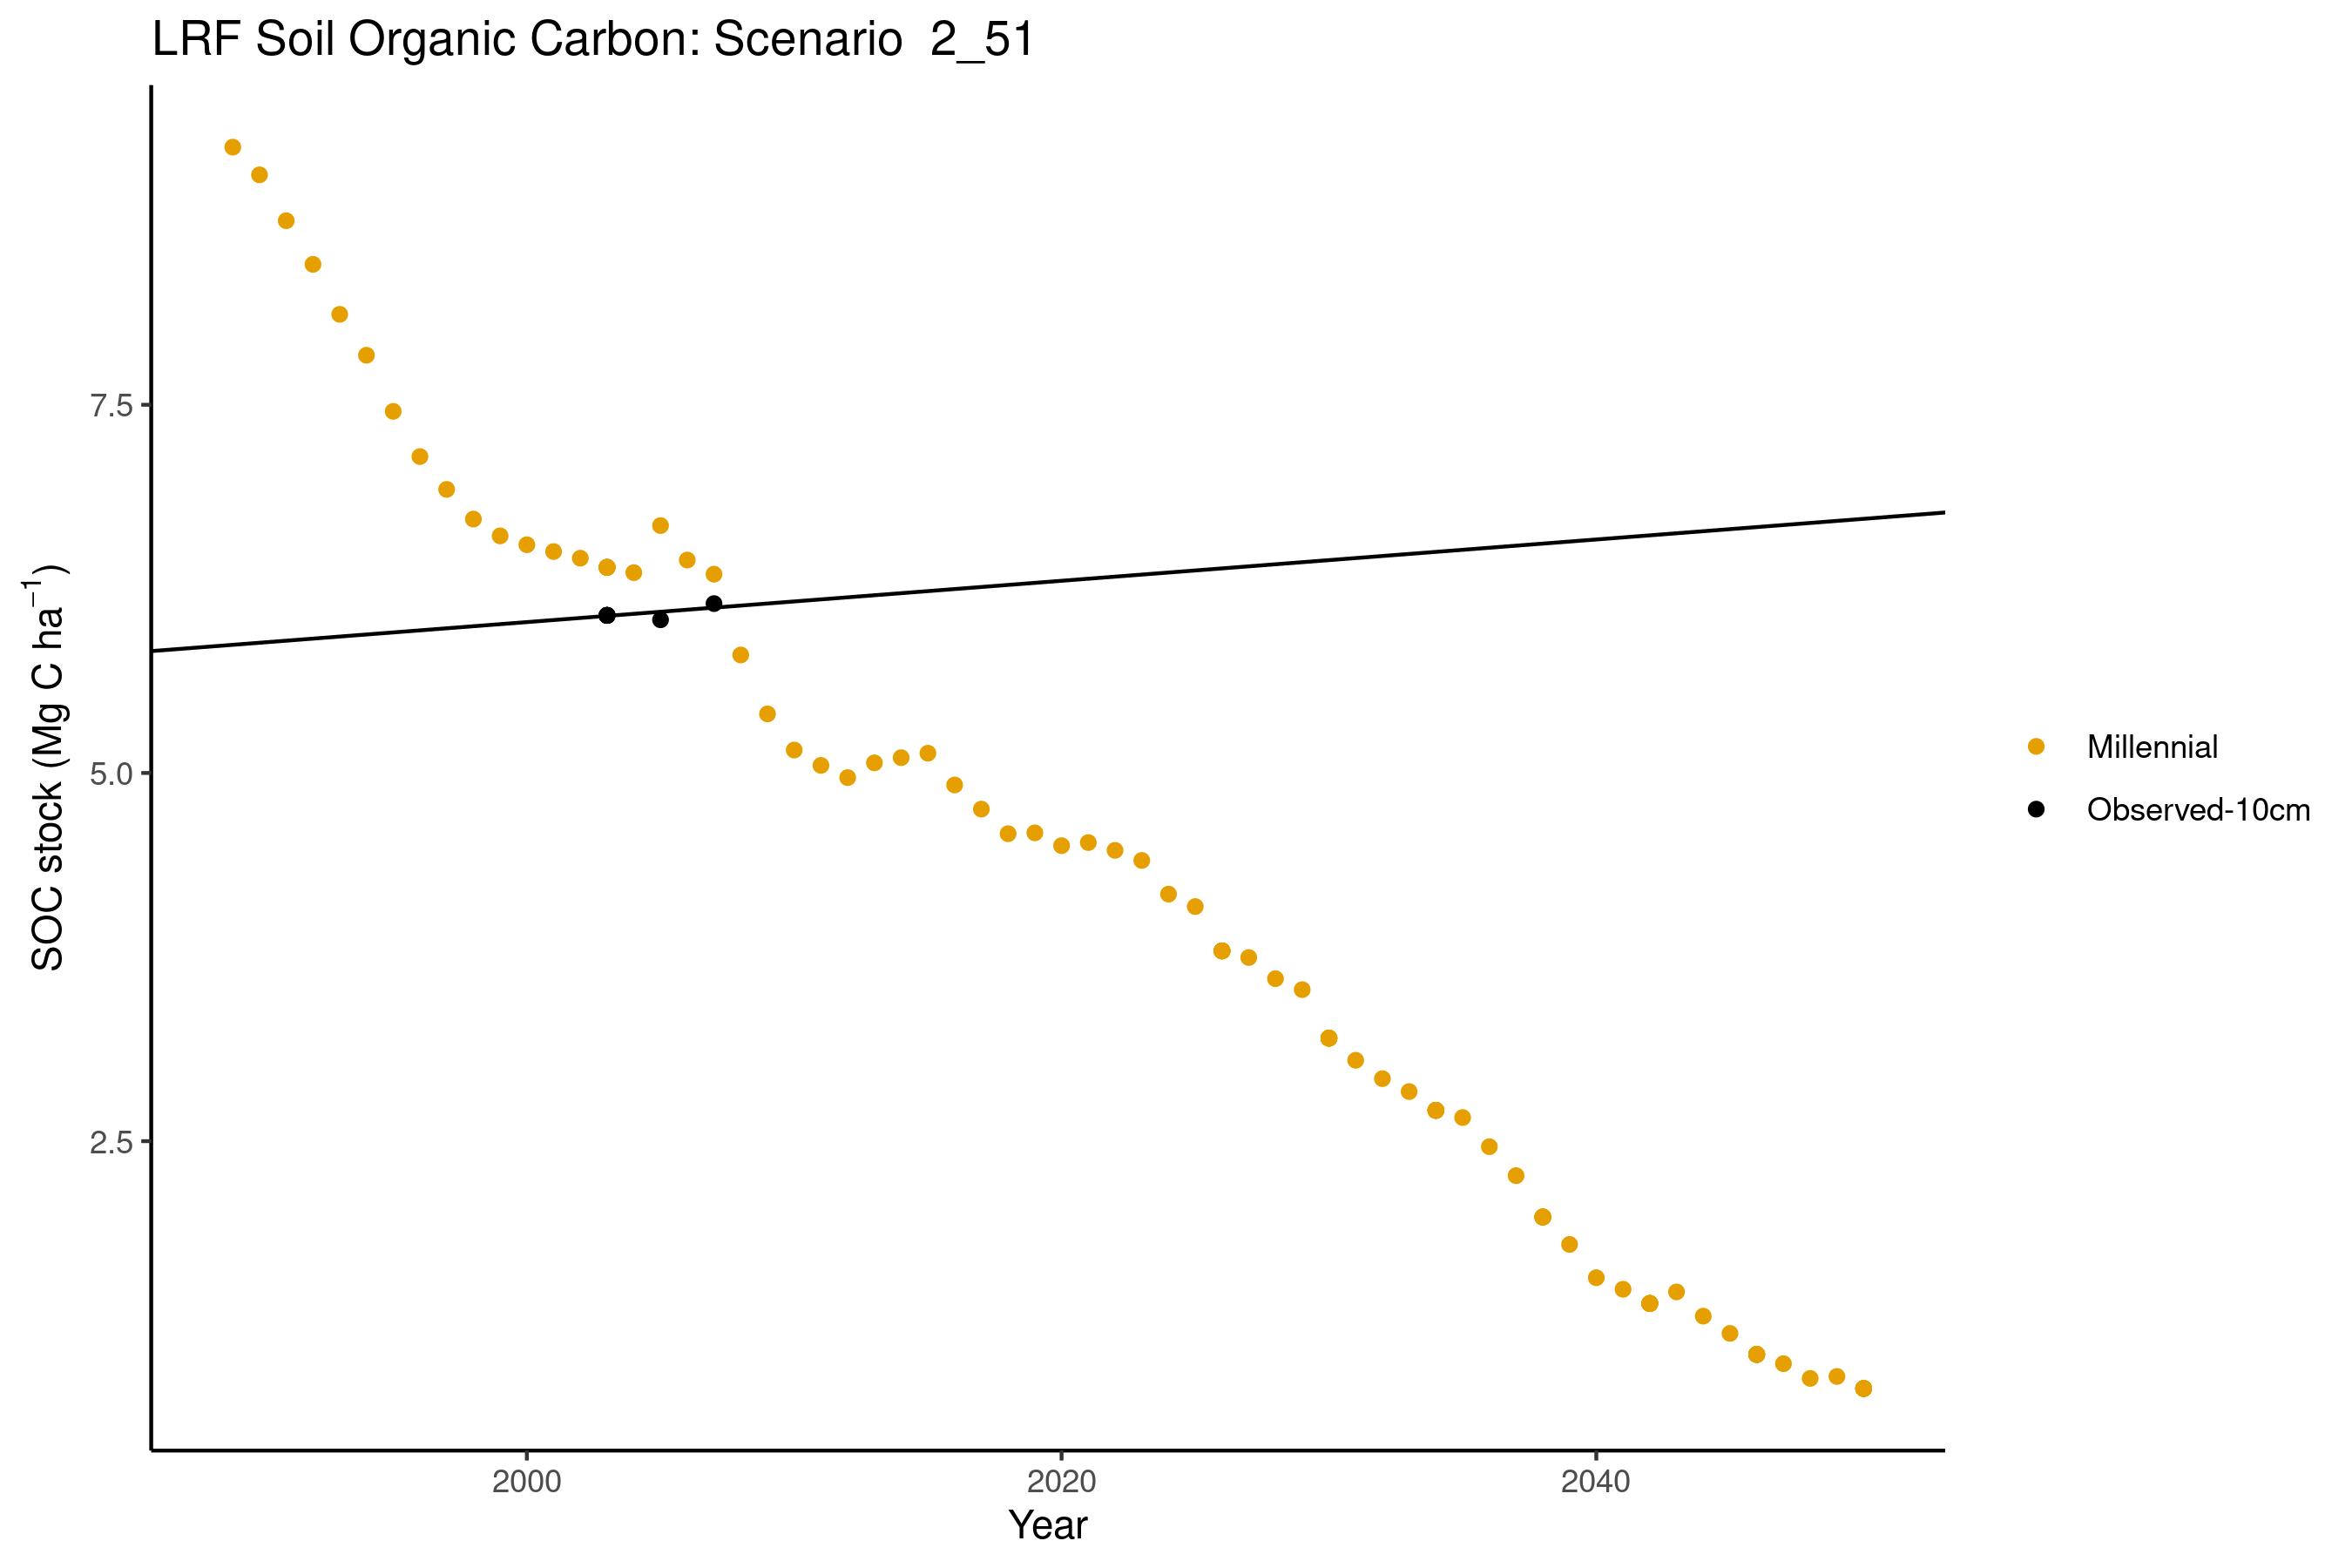 LRF Soil Organic Carbon: Scenario  2_51
SOC stock (Mg C ha⁻¹)
7.5
5.0
2.5
2000
2020
2040
Year
Millennial
Observed-10cm